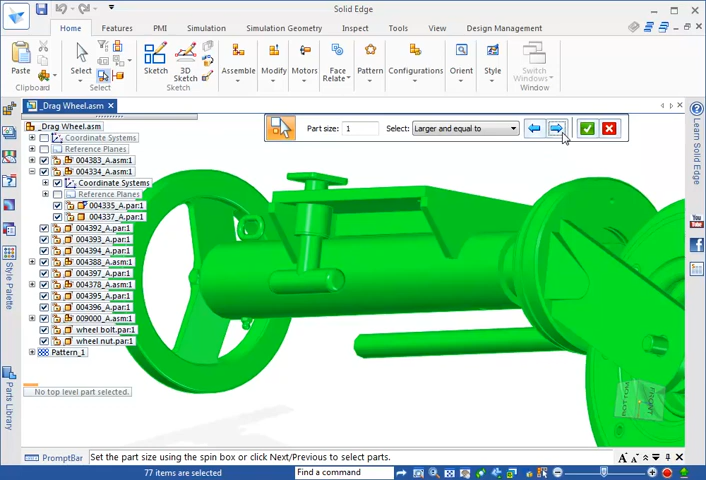 Solid Edge
Home Features PMI Simulation Simulation Geometry Inspect Tools View Design Management
Paste Select Sketch 3D Sketch Assemble Modify Motors Face Relate Pattern Configurations Orient Style Switch Windows
Clipboard Select Sketch Window
_Drag Wheel.asm
Part size: 1 Select: Larger and equal to
_Drag Wheel.asm
Coordinate Systems
Reference Planes
004383_A.asm:1
004334_A.asm:1
Coordinate Systems
Reference Planes
004335_A.par:1
004337_A.par:1
004392_A.par:1
004393_A.par:1
004394_A.par:1
004388_A.asm:1
004397_A.par:1
004378_A.asm:1
004395_A.par:1
004396_A.par:1
009000_A.asm:1
wheel bolt.par:1
wheel nut.par:1
Pattern_1
No top level part selected.
Style Palette
Parts Library
Learn Solid Edge
You Tube
BOTTOM
FRONT
PromptBar Set the part size using the spin box or click Next/Previous to select parts.
77 items are selected Find a command